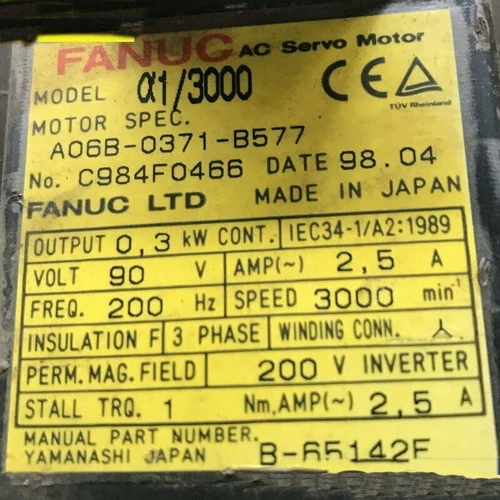 FANUC AC Servo Motor
MODEL α1/3000
TÜV Rheinland
MOTOR SPEC.
A06B-0371-B577
No. C984F0466 DATE 98.04
FANUC LTD MADE IN JAPAN
OUTPUT 0,3 kW CONT. IEC34-1/A2:1989
VOLT 90 V AMP(~) 2,5 A
FREQ. 200 Hz SPEED 3000 min⁻¹
INSULATION F 3 PHASE WINDING CONN.
PERM. MAG. FIELD 200 V INVERTER
STALL TRQ. 1 Nm, AMP(~) 2,5 A
MANUAL PART NUMBER.
YAMANASHI JAPAN B-65142E